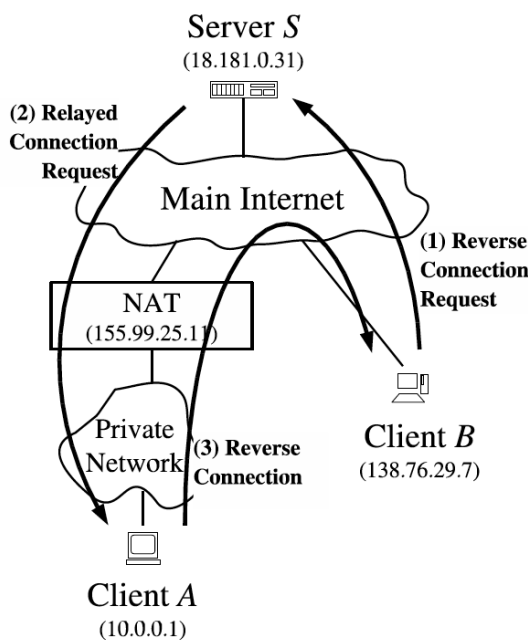 Server S
(18.181.0.31)
(2) Relayed
Connection
Request
Main Internet
(1) Reverse
Connection
Request
NAT
(155.99.25.11)
Private
Network
(3) Reverse
Connection
Client B
(138.76.29.7)
Client A
(10.0.0.1)